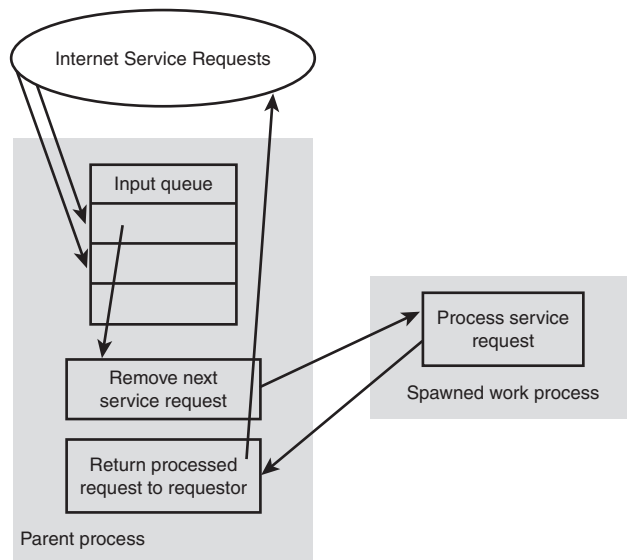 Internet Service Requests
Input queue
Remove next
service request
Return processed
request to requestor
Parent process
Process service
request
Spawned work process